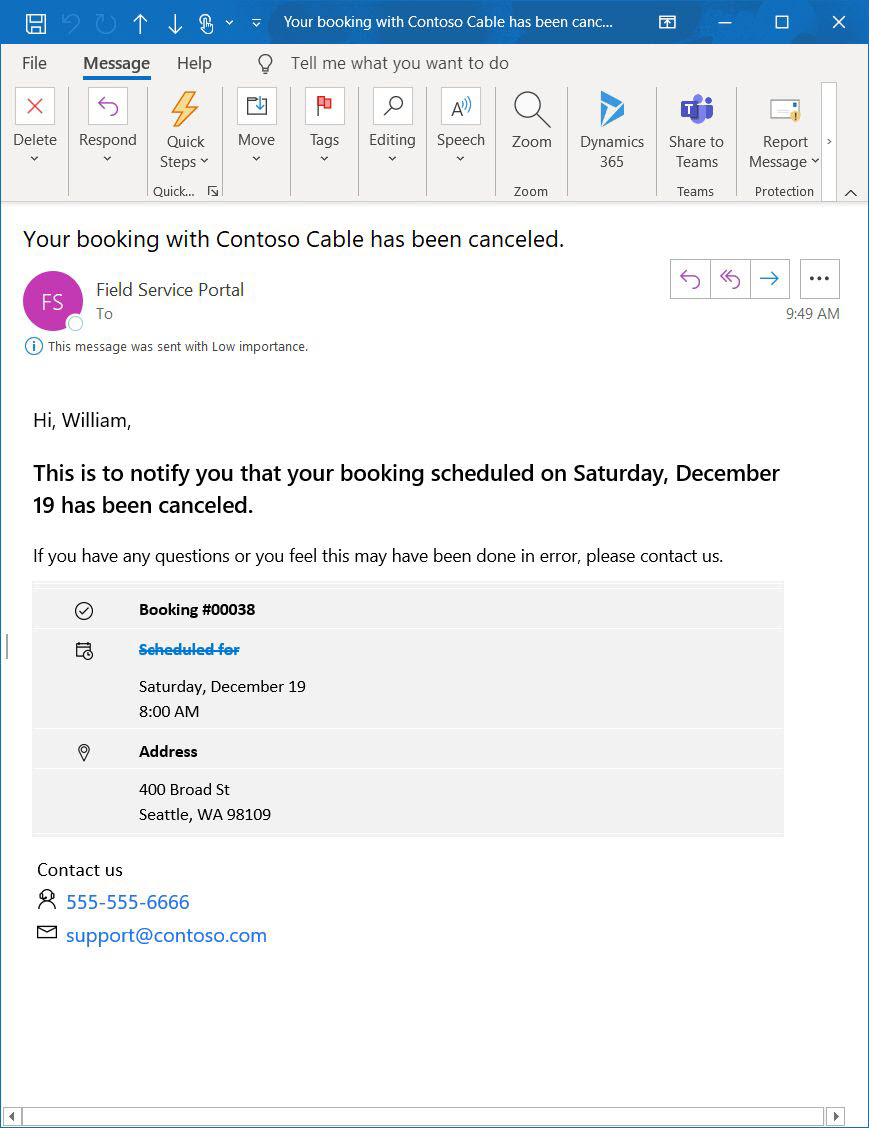 Your booking with Contoso Cable has been canc...
File Message Help Tell me what you want to do
Delete Respond Quick Steps Move Tags Editing Speech Zoom Dynamics 365 Share to Teams Report Message
Quick... Zoom Teams Protection
Your booking with Contoso Cable has been canceled.
FS
Field Service Portal
To
9:49 AM
This message was sent with Low importance.
Hi, William,
This is to notify you that your booking scheduled on Saturday, December
19 has been canceled.
If you have any questions or you feel this may have been done in error, please contact us.
Booking #00038
Scheduled for
Saturday, December 19
8:00 AM
Address
400 Broad St
Seattle, WA 98109
Contact us
555-555-6666
support@contoso.com